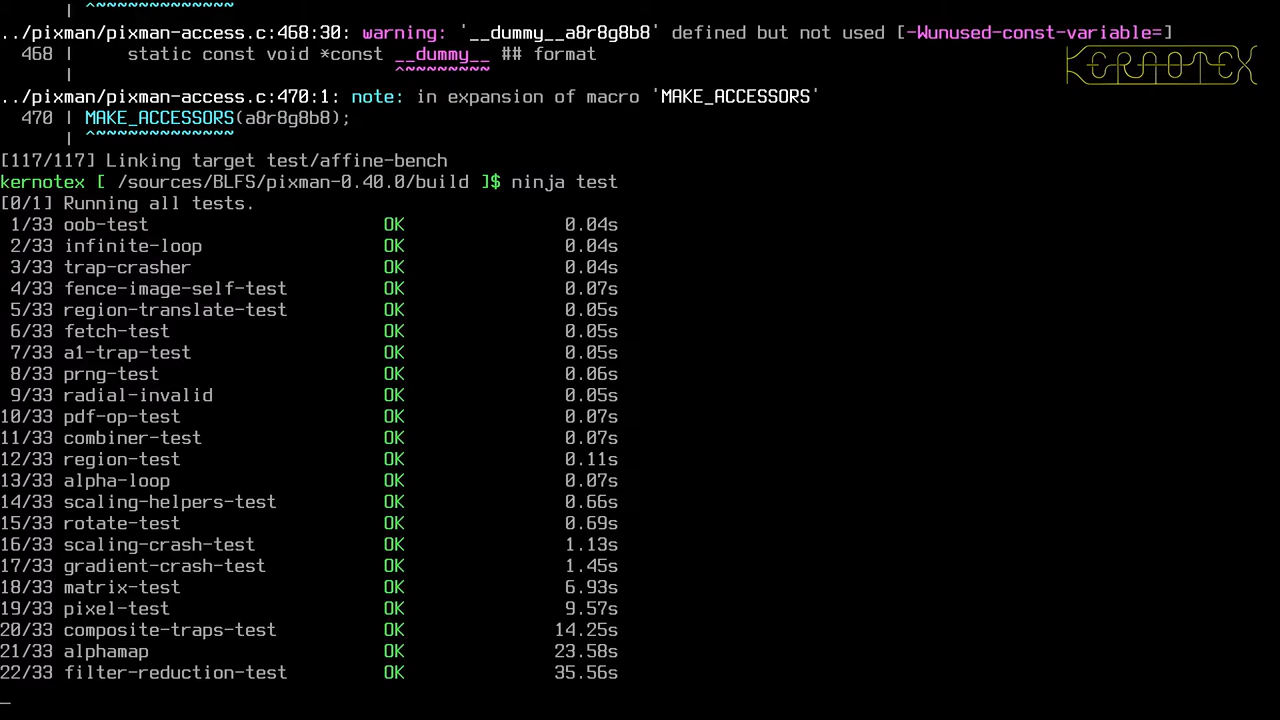 | ^~~~~~~~~~~~~~
../pixman/pixman-access.c:468:30: warning: '__dummy__a8r8g8b8' defined but not used [-Wunused-const-variable=]
  468 |     static const void *const __dummy__ ## format
      |                              ^~~~~~~~~
../pixman/pixman-access.c:470:1: note: in expansion of macro 'MAKE_ACCESSORS'
  470 | MAKE_ACCESSORS(a8r8g8b8);
      | ^~~~~~~~~~~~~~
KERNOTEX
[117/117] Linking target test/affine-bench
kernotex [ /sources/BLFS/pixman-0.40.0/build ]$ ninja test
[0/1] Running all tests.
 1/33 oob-test                  OK               0.04s
 2/33 infinite-loop             OK               0.04s
 3/33 trap-crasher              OK               0.04s
 4/33 fence-image-self-test     OK               0.07s
 5/33 region-translate-test     OK               0.05s
 6/33 fetch-test                OK               0.05s
 7/33 a1-trap-test              OK               0.05s
 8/33 prng-test                 OK               0.06s
 9/33 radial-invalid            OK               0.05s
10/33 pdf-op-test               OK               0.07s
11/33 combiner-test             OK               0.07s
12/33 region-test               OK               0.11s
13/33 alpha-loop                OK               0.07s
14/33 scaling-helpers-test      OK               0.66s
15/33 rotate-test               OK               0.69s
16/33 scaling-crash-test        OK               1.13s
17/33 gradient-crash-test       OK               1.45s
18/33 matrix-test               OK               6.93s
19/33 pixel-test                OK               9.57s
20/33 composite-traps-test      OK              14.25s
21/33 alphamap                  OK              23.58s
22/33 filter-reduction-test     OK              35.56s